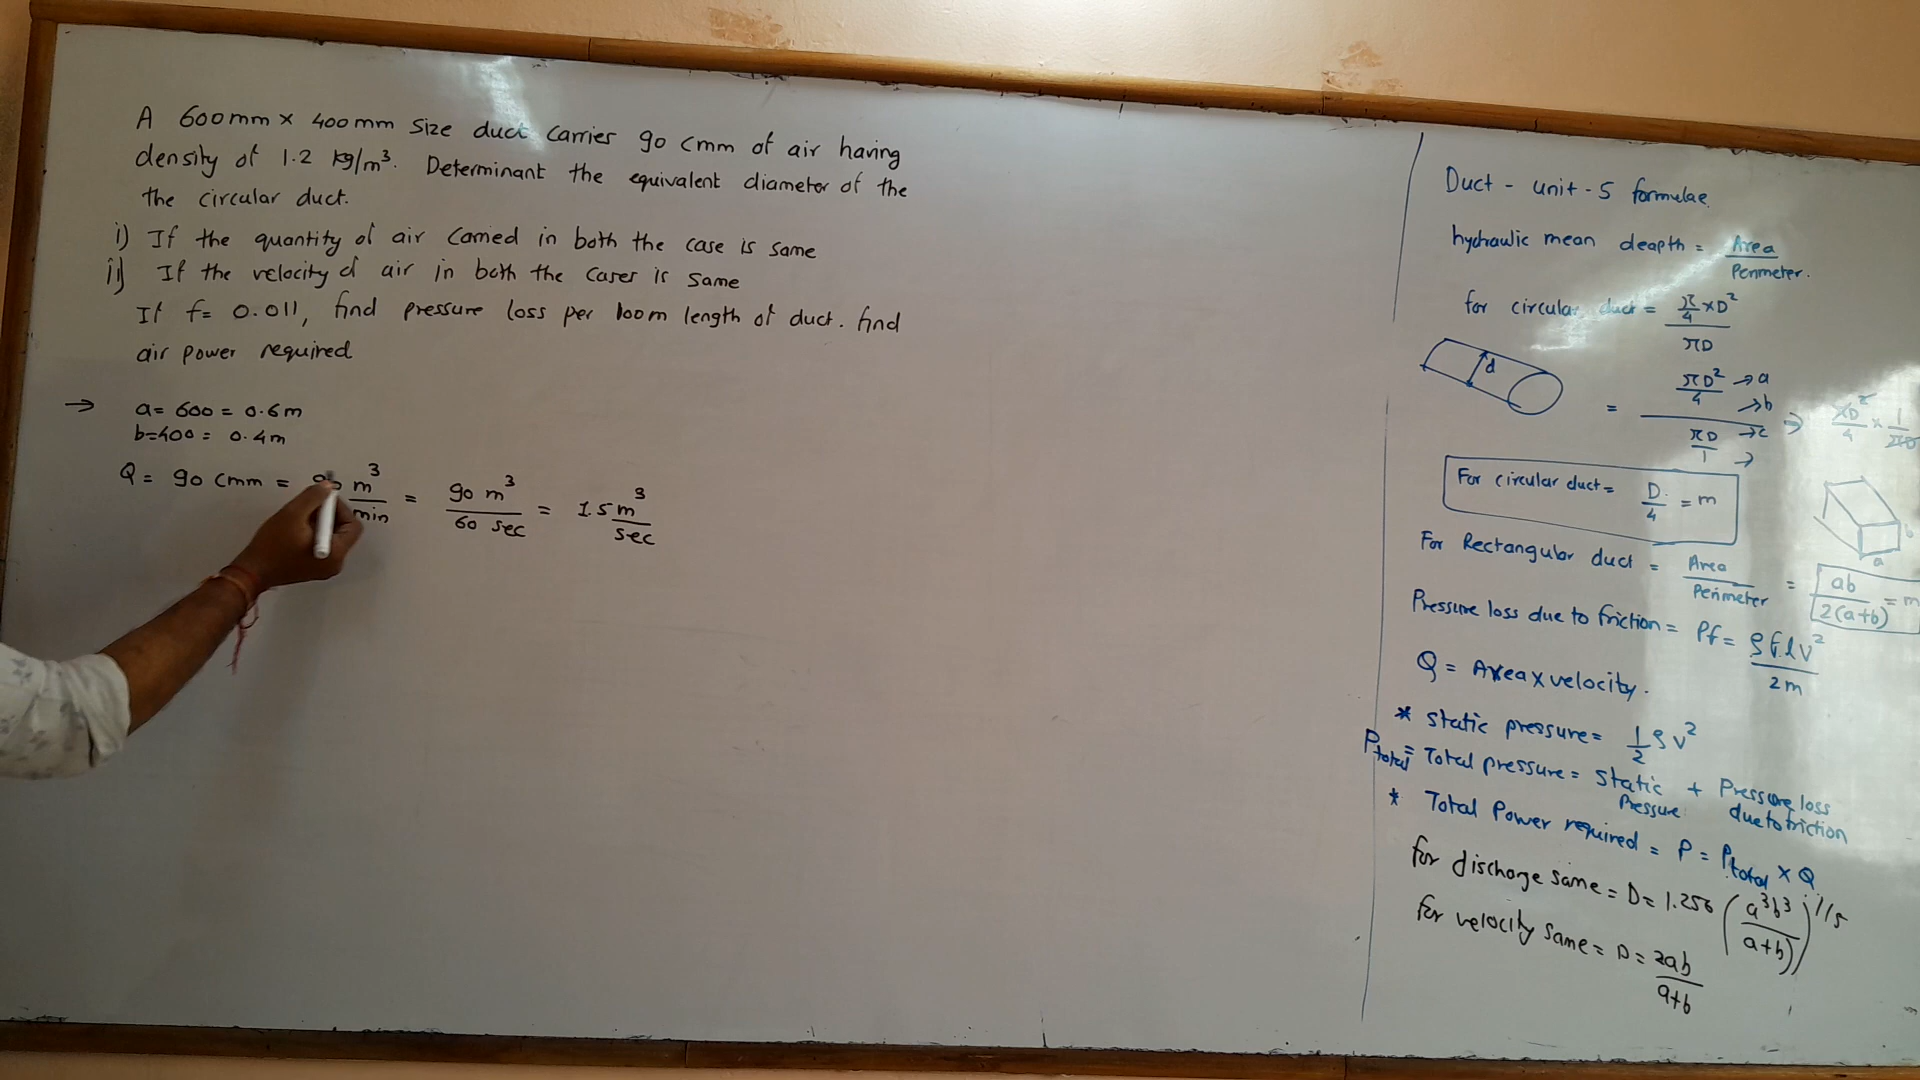 A 600mm x 400mm size duct carries 90 cmm of air having
density of 1.2 kg/m³. Determinant the equivalent diameter of the
the circular duct.
i) If the quantity of air carried in both the case is same
ii) If the velocity of air in both the cases is same
If f= 0.011, find pressure loss per 100m length of duct. find
air power required
→ a= 600 = 0.6m
b=400 = 0.4m
Q = 90 cmm = m³/min = 90 m³/60 sec = 1.5 m³/sec
Duct - unit - 5 formulae.
hychaulic mean deapth = Area/Perimeter.
for circular duct = π/4 ×D²/πD
d
= πD²/4 / πD/1 ⇒ πD²/4 × 1/πD
→a
→b
→c
→
For circular duct = D/4 = m
b
a
For Rectangular duct = Area/Perimeter = ab/2(a+b) = m
Pressure loss due to friction = Pf = ρflv²/2m
Q = Area x velocity.
* static pressure = 1/2 ρv²
Ptotal = Total pressure = static pressure + Pressure loss due to friction
* Total Power required = P = Ptotal × Q
for discharge same = D = 1.256 (a³b³/a+b)^1/5
for velocity same = D = 2ab/a+b